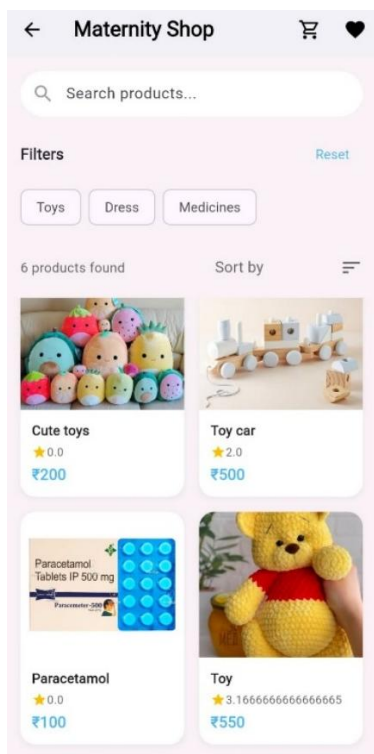 Maternity Shop
Search products...
Filters
Reset
Toys Dress Medicines
6 products found
Sort by
Cute toys
0.0
₹200
Toy car
2.0
₹500
Paracetamol
Tablets IP 500 mg
Paracetamol
0.0
₹100
Toy
3.1666666666666665
₹550